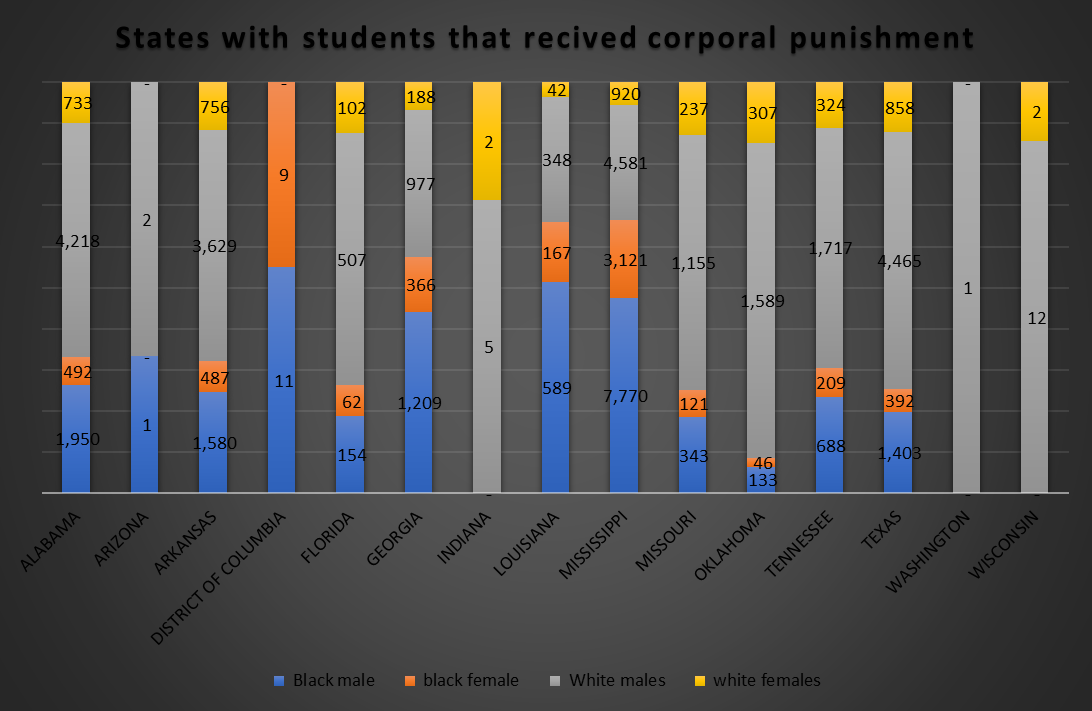 States with students that recived corporal punishment
733 - 756 - 102 188 2 42 920 237 307 324 858 - 2
4,218 2 3,629 9 507 977 5 348 4,581 1,155 1,589 1,717 4,465 1 12
492 - 487 62 366 167 3,121 121 46 209 392
1,950 1 1,580 11 154 1,209 - 589 7,770 343 133 688 1,403 - -
ALABAMA
ARIZONA
ARKANSAS
DISTRICT OF COLUMBIA
FLORIDA
GEORGIA
INDIANA
LOUISIANA
MISSISSIPPI
MISSOURI
OKLAHOMA
TENNESSEE
TEXAS
WASHINGTON
WISCONSIN
Black male black female White males white females